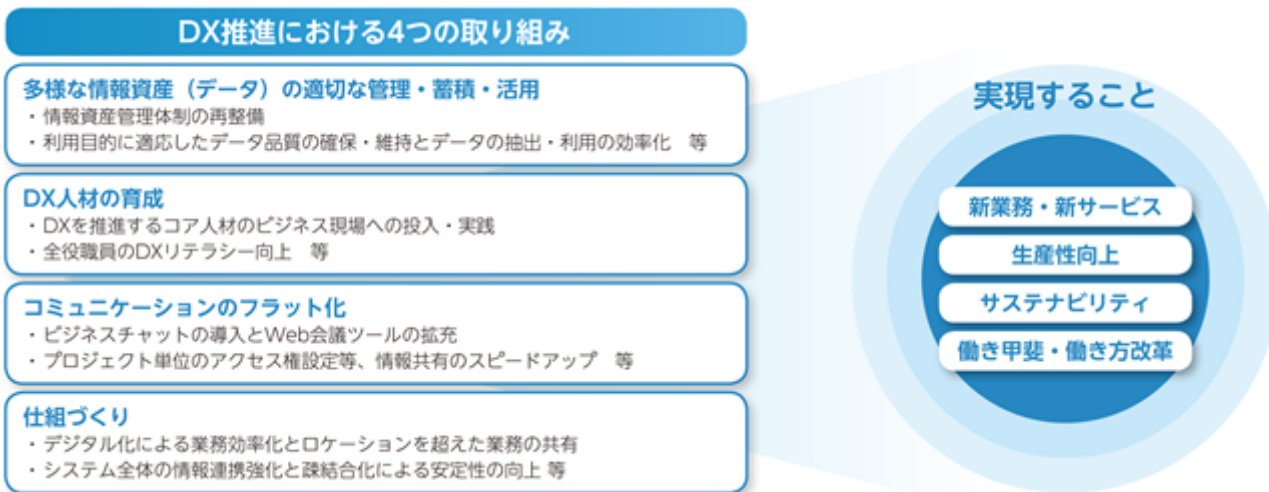 DX推進における4つの取り組み
多様な情報資産（データ）の適切な管理・蓄積・活用
・情報資産管理体制の再整備
・利用目的に適応したデータ品質の確保・維持とデータの抽出・利用の効率化　等
DX人材の育成
・DXを推進するコア人材のビジネス現場への投入・実践
・全役職員のDXリテラシー向上　等
コミュニケーションのフラット化
・ビジネスチャットの導入とWeb会議ツールの拡充
・プロジェクト単位のアクセス権設定等、情報共有のスピードアップ　等
仕組づくり
・デジタル化による業務効率化とロケーションを超えた業務の共有
・システム全体の情報連携強化と疎結合化による安定性の向上 等
実現すること
新業務・新サービス
生産性向上
サステナビリティ
働き甲斐・働き方改革